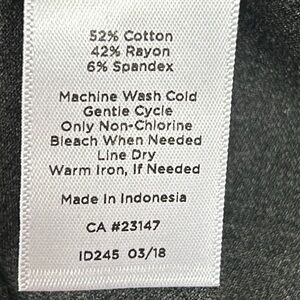 52% Cotton
42% Rayon
6% Spandex
Machine Wash Cold
Gentle Cycle
Only Non-Chlorine
Bleach When Needed
Line Dry
Warm Iron, If Needed
Made In Indonesia
CA #23147
ID245 03/18